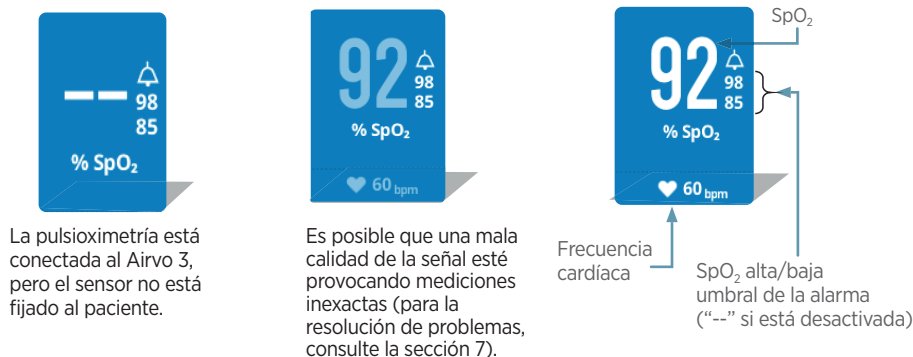 98
85
% SpO₂
La pulsioximetría está
conectada al Airvo 3,
pero el sensor no está
fijado al paciente.
92
98
85
% SpO₂
60 bpm
Es posible que una mala
calidad de la señal esté
provocando mediciones
inexactas (para la
resolución de problemas,
consulte la sección 7).
SpO₂
92
98
85
% SpO₂
60 bpm
Frecuencia
cardíaca
SpO₂ alta/baja
umbral de la alarma
(“--” si está desactivada)